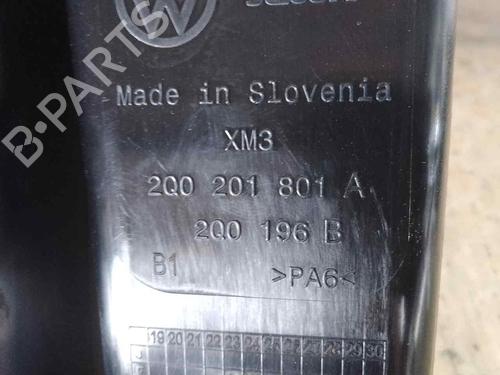 Made in Slovenia
XM3
2Q0 201 801 A
2Q0 196 B
B1 >PA6<
19 20 21 22 23 24 25 26 27 28 29 30
B-PARTS